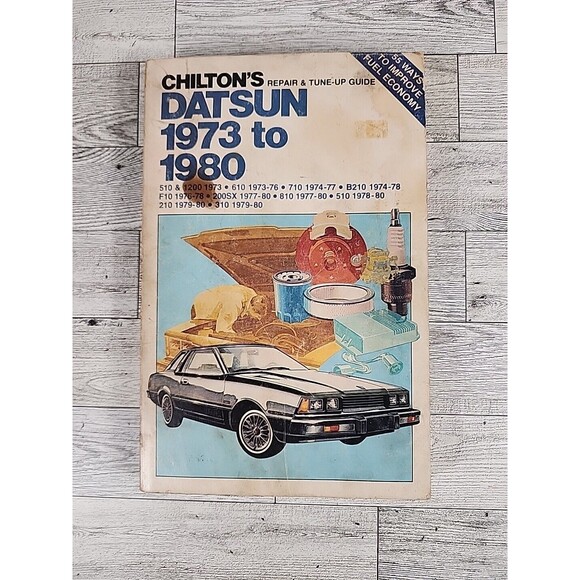 CHILTON'S REPAIR & TUNE-UP GUIDE
DATSUN
1973 to
1980
510 & 1200 1973 • 610 1973-76 • 710 1974-77 • B210 1974-78
F10 1976-78 • 200SX 1977-80 • 810 1977-80 • 510 1978-80
210 1979-80 • 310 1979-80
55 WAYS
TO IMPROVE
FUEL ECONOMY